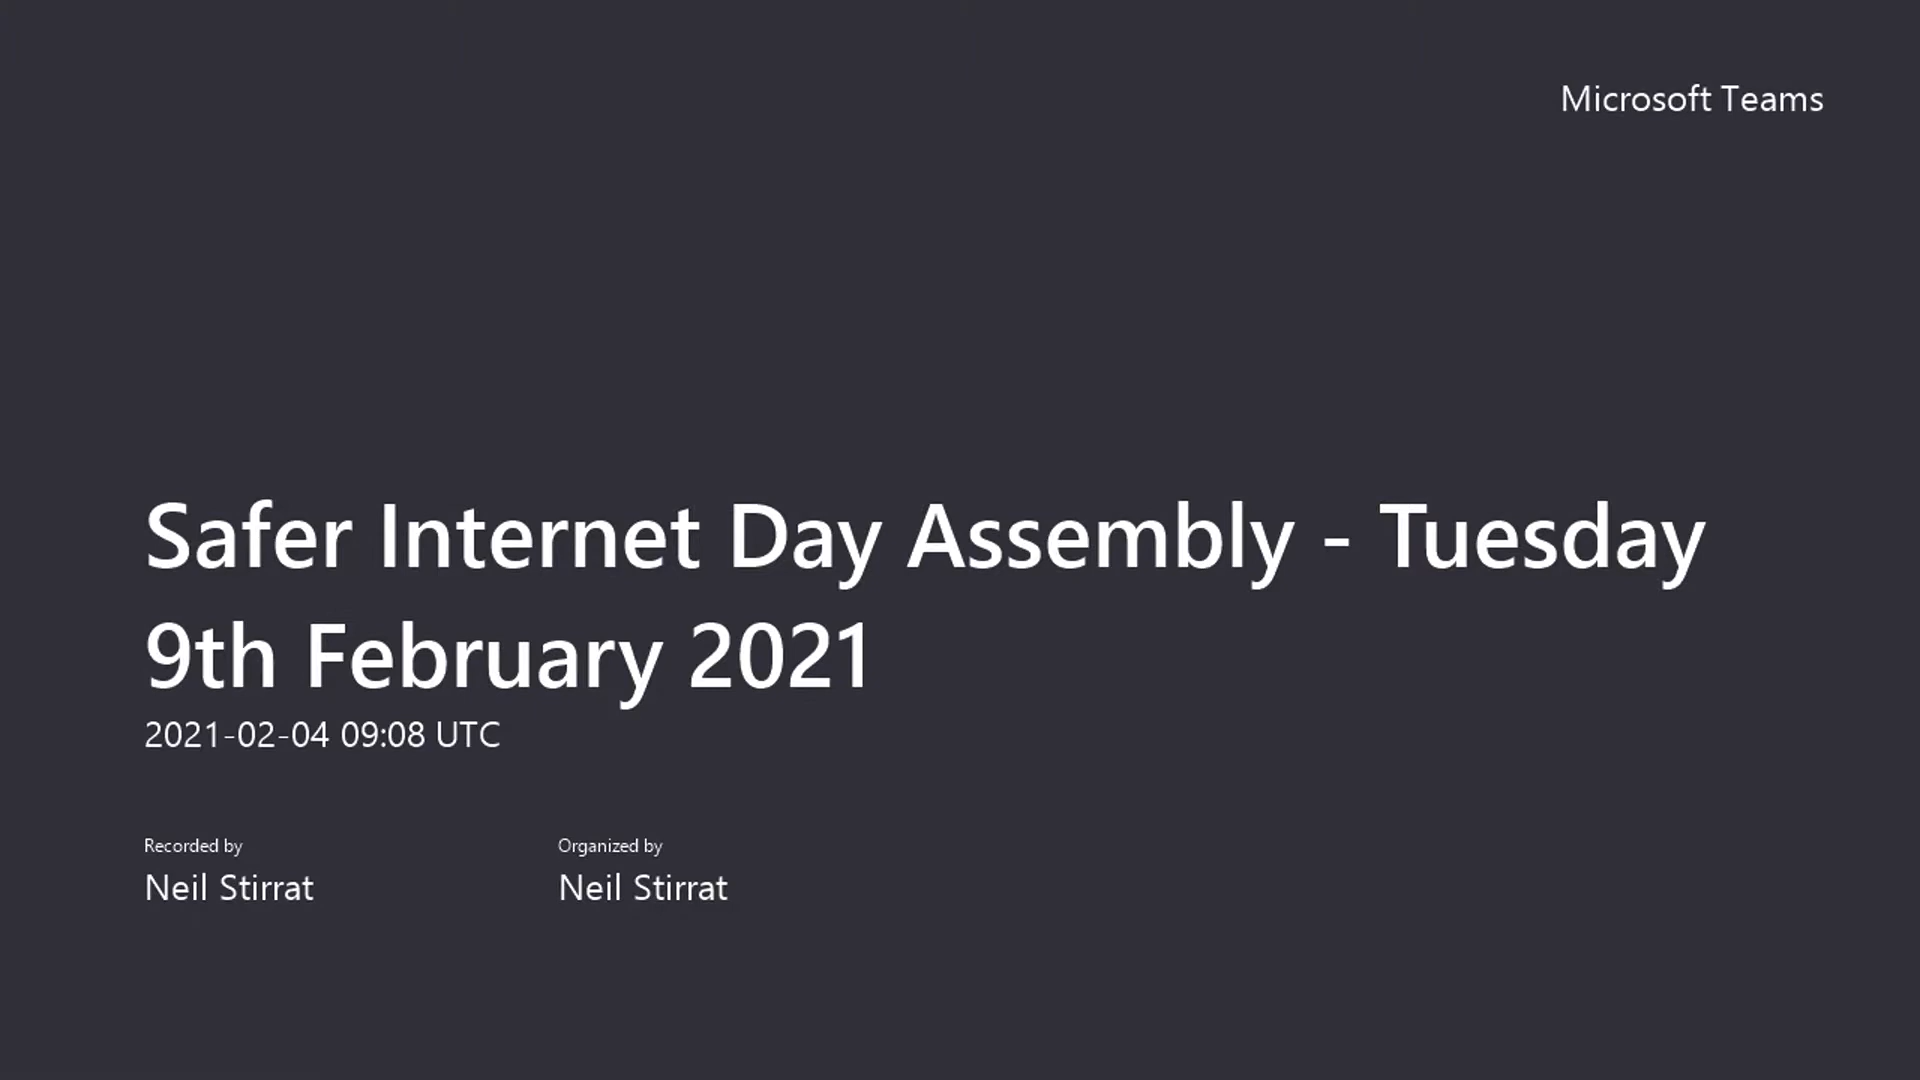 Microsoft Teams
Safer Internet Day Assembly - Tuesday
9th February 2021
2021-02-04 09:08 UTC
Recorded by
Neil Stirrat
Organized by
Neil Stirrat